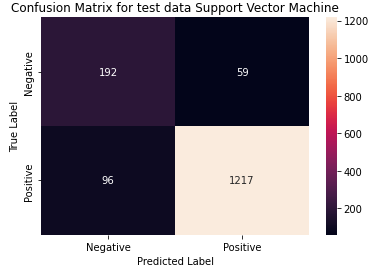 Confusion Matrix for test data Support Vector Machine
True Label
Negative
Positive
192
59
96
1217
Negative
Positive
Predicted Label
1200
1000
800
600
400
200